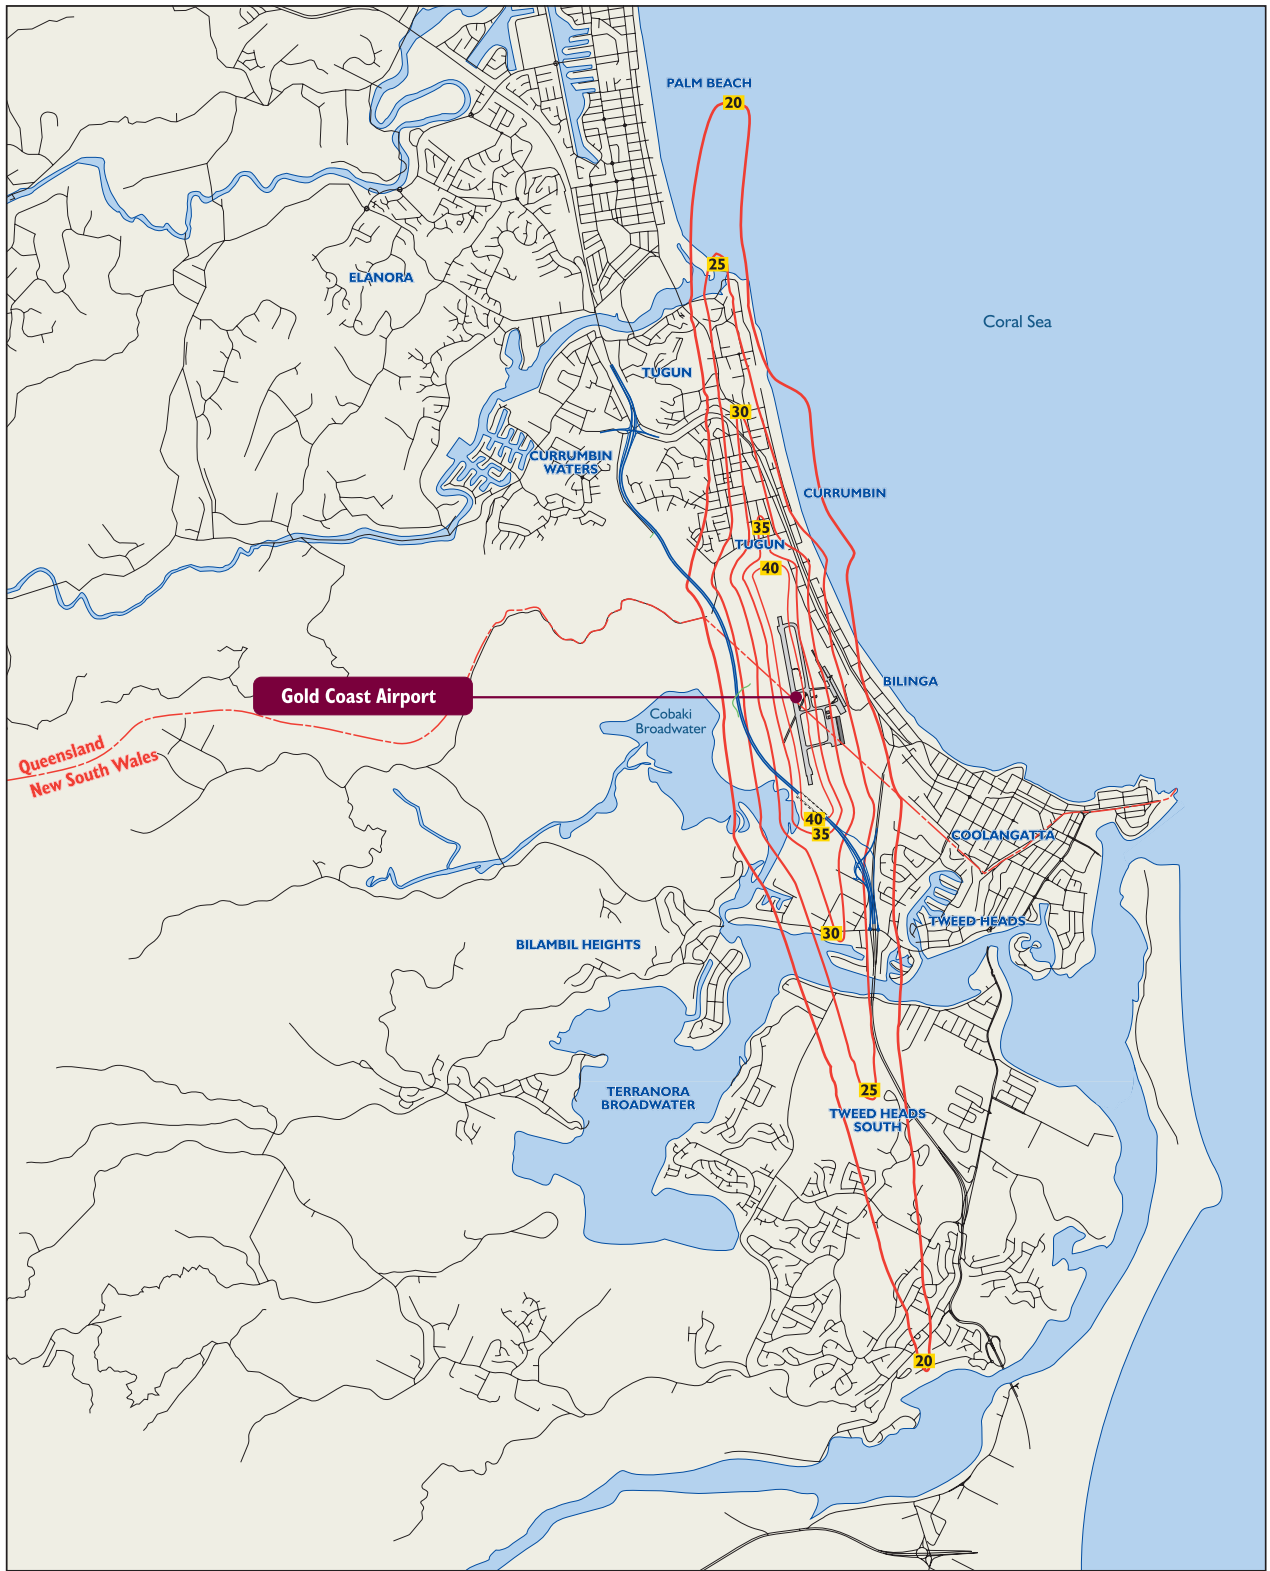 PALM BEACH
20
25
ELANORA
Coral Sea
TUGUN
30
CURRUMBIN
WATERS
CURRUMBIN
35
TUGUN
40
BILINGA
Gold Coast Airport
Cobaki
Broadwater
Queensland
New South Wales
40
35
COOLANGATTA
TWEED HEADS
30
BILAMBIL HEIGHTS
25
TERRANORA
BROADWATER
TWEED HEADS
SOUTH
20